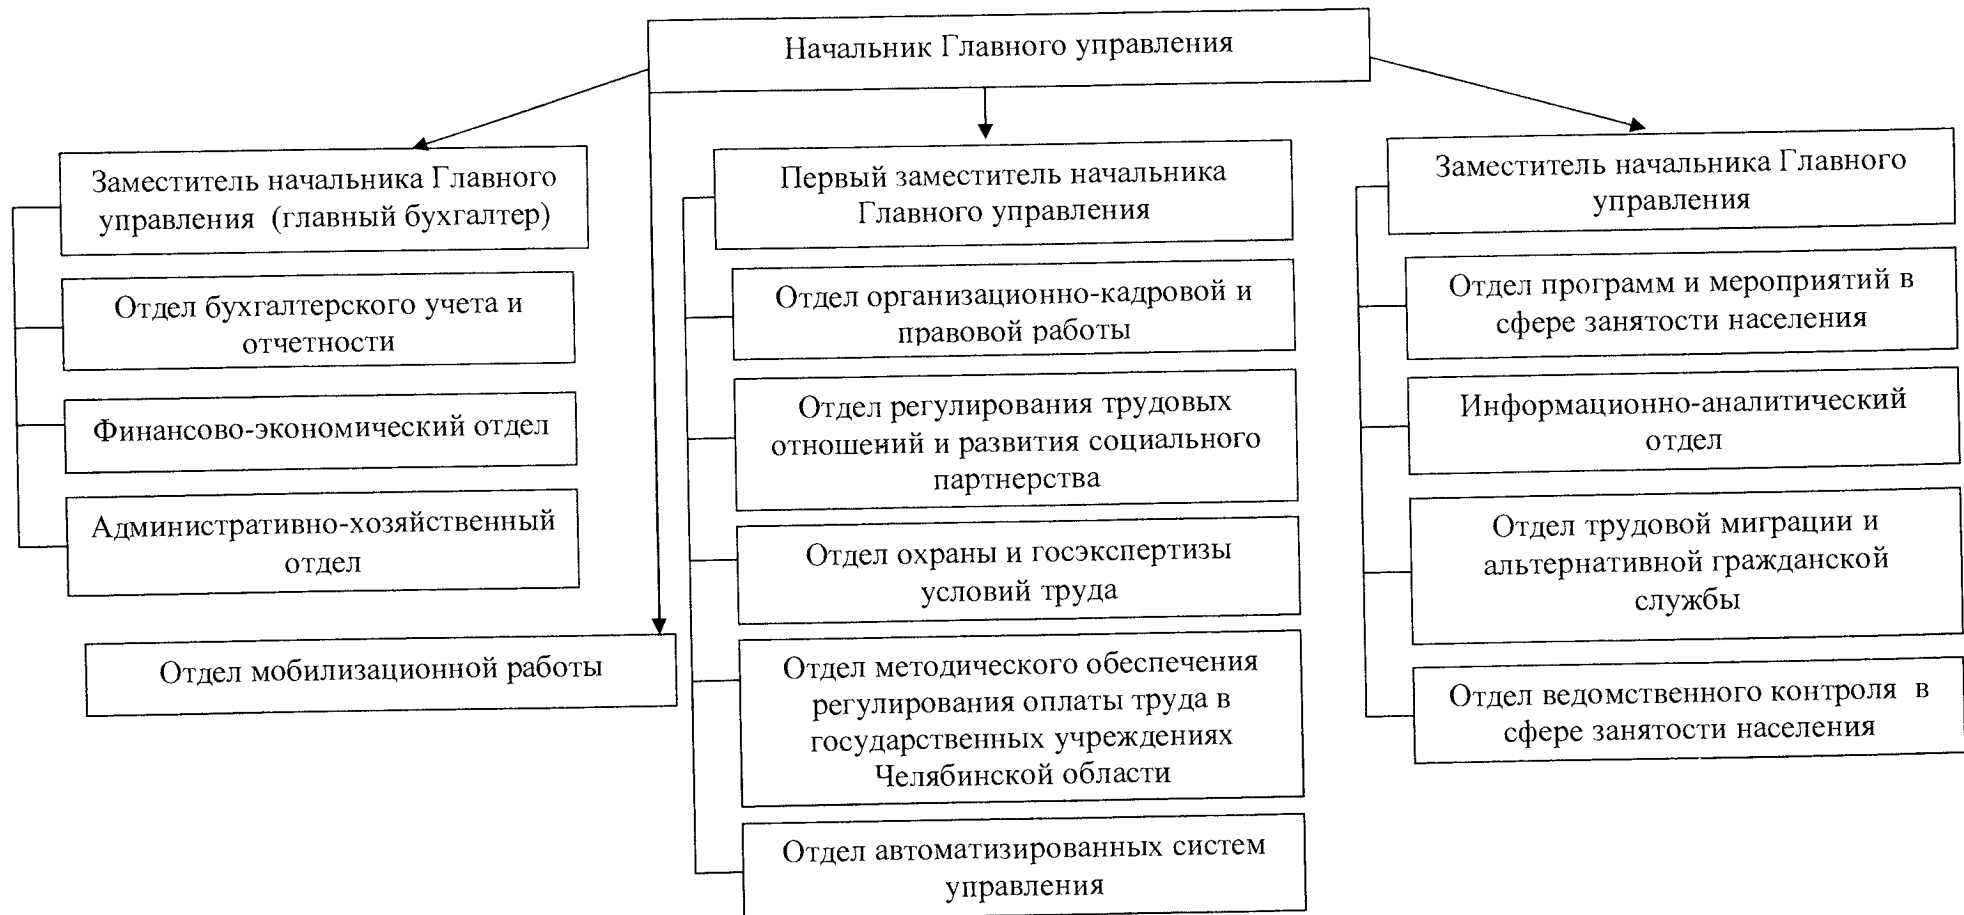 Начальник Главного управления
Заместитель начальника Главного
управления (главный бухгалтер)
Отдел бухгалтерского учета и
отчетности
Финансово-экономический отдел
Административно-хозяйственный
отдел
Отдел мобилизационной работы
Первый заместитель начальника
Главного управления
Отдел организационно-кадровой и
правовой работы
Отдел регулирования трудовых
отношений и развития социального
партнерства
Отдел охраны и госэкспертизы
условий труда
Отдел методического обеспечения
регулирования оплаты труда в
государственных учреждениях
Челябинской области
Отдел автоматизированных систем
управления
Заместитель начальника Главного
управления
Отдел программ и мероприятий в
сфере занятости населения
Информационно-аналитический
отдел
Отдел трудовой миграции и
альтернативной гражданской
службы
Отдел ведомственного контроля в
сфере занятости населения